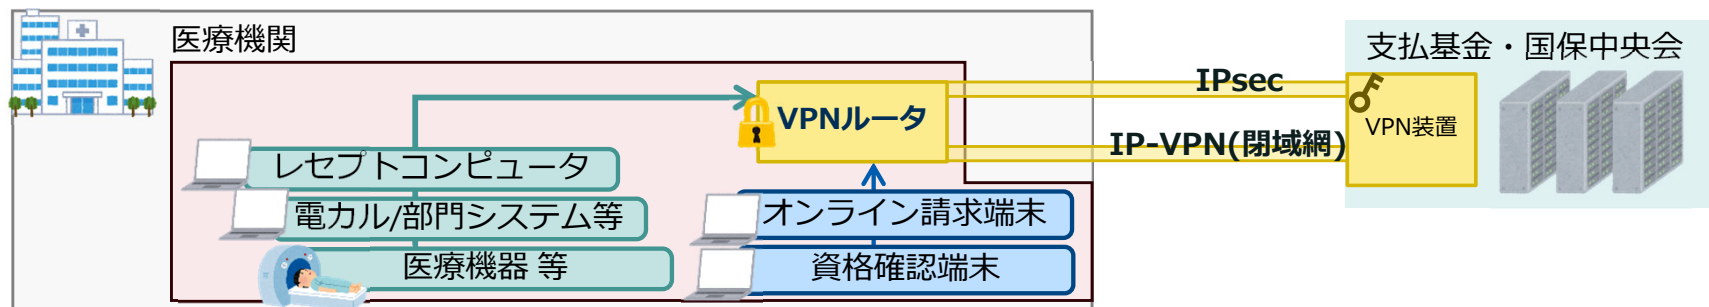 医療機関
支払基金・国保中央会
IPsec
VPNルータ
VPN装置
IP-VPN(閉域網)
レセプトコンピュータ
電カル/部門システム等
オンライン請求端末
医療機器 等
資格確認端末